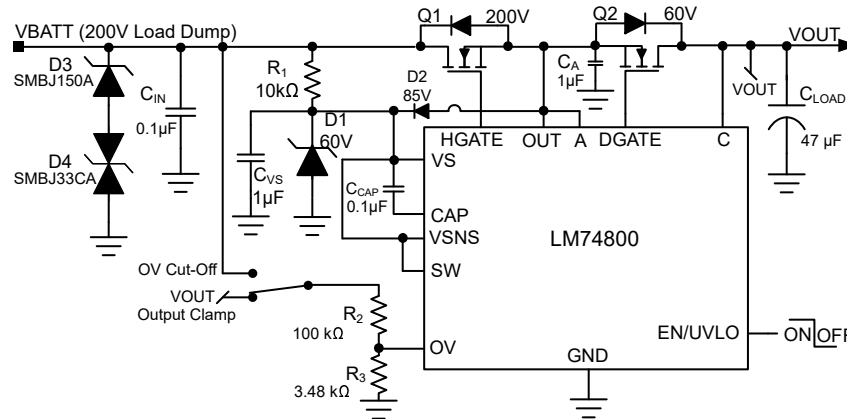 Q1
200V
Q2
60V
VBATT (200V Load Dump)
VOUT
D3
SMBJ150A
CIN
0.1µF
R1
10kΩ
D2
85V
CA
1µF
VOUT
CLOAD
47 µF
D1
60V
HGATE
OUT
A
DGATE
C
VS
D4
SMBJ33CA
CVS
1µF
CCAP
0.1µF
CAP
VSNS
SW
LM74800
OV Cut-Off
VOUT
Output Clamp
R2
100 kΩ
OV
R3
3.48 kΩ
GND
EN/UVLO
ON
OFF